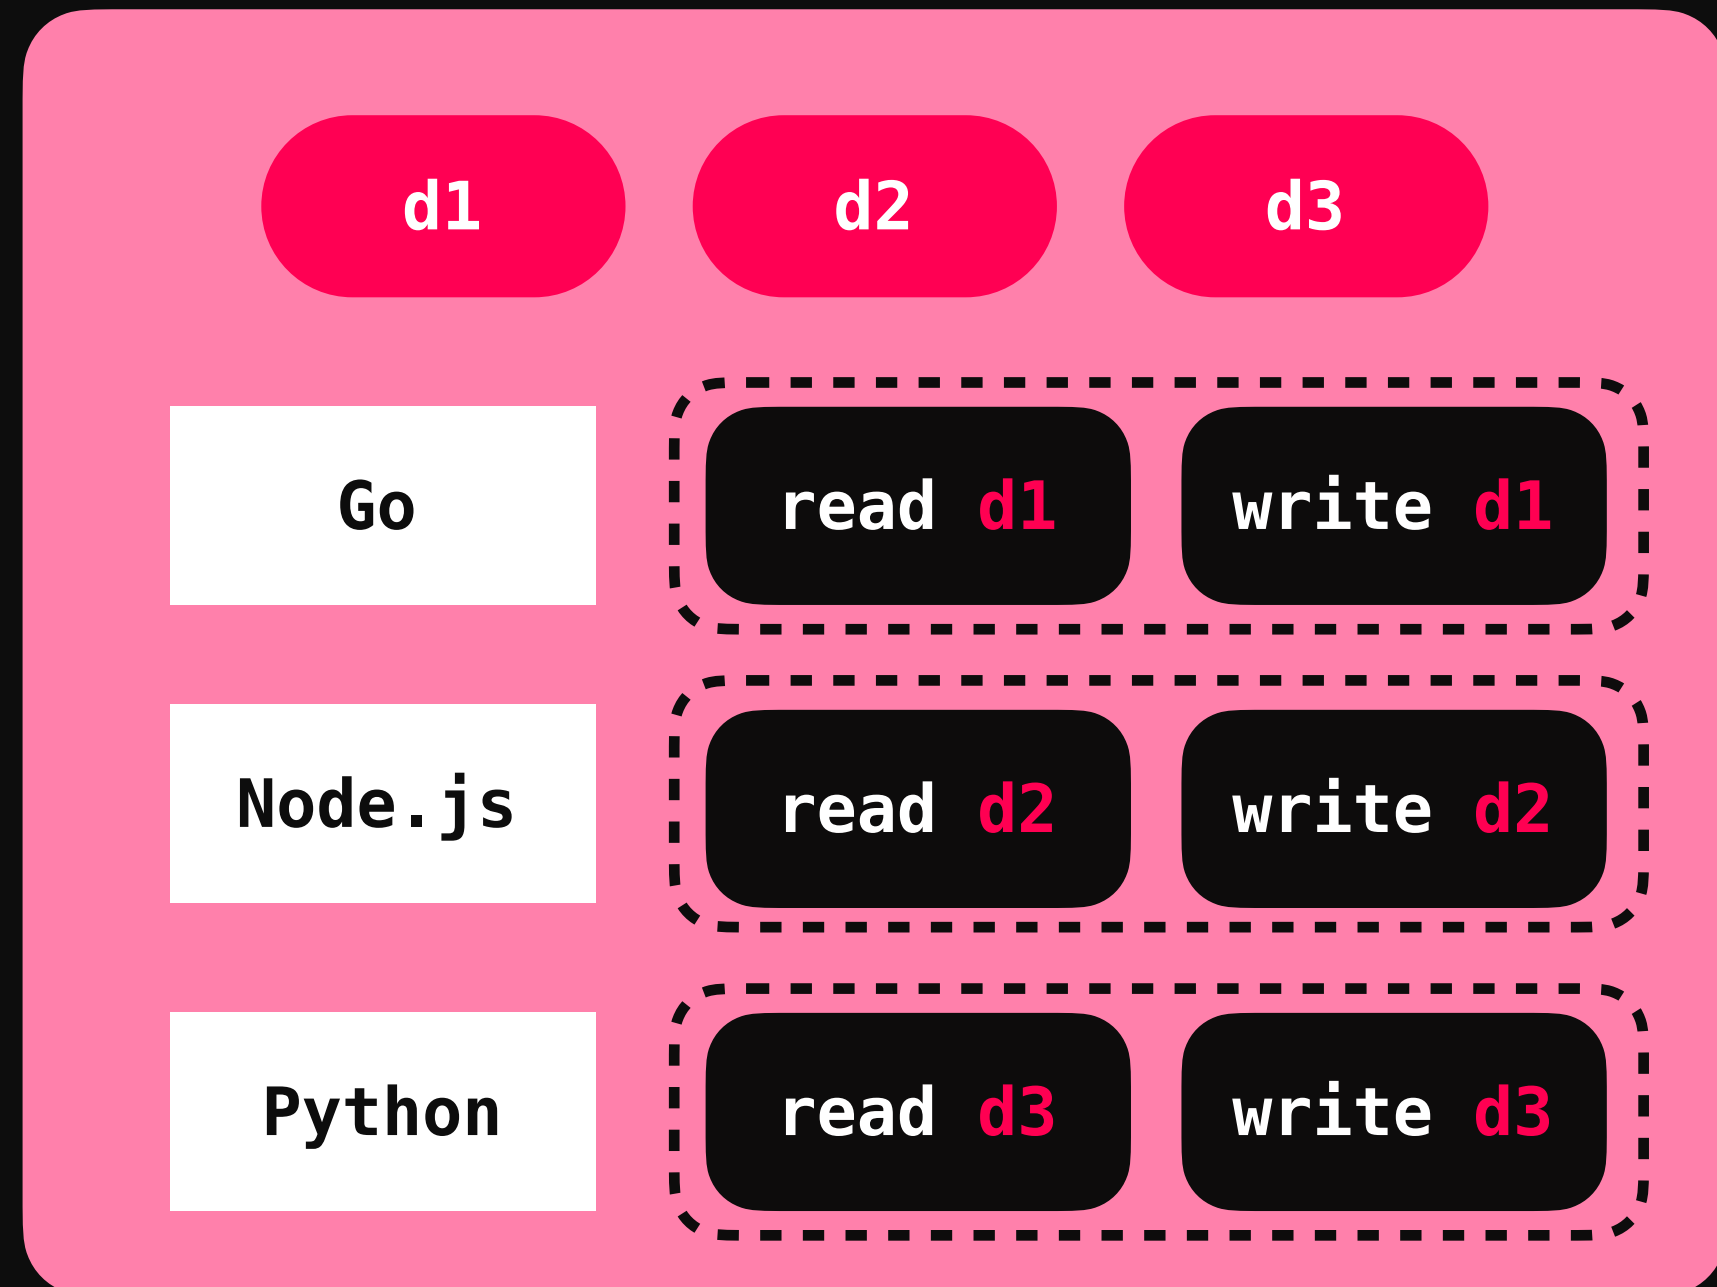 d1 d2 d3
Go read d1 write d1
Node.js read d2 write d2
Python read d3 write d3